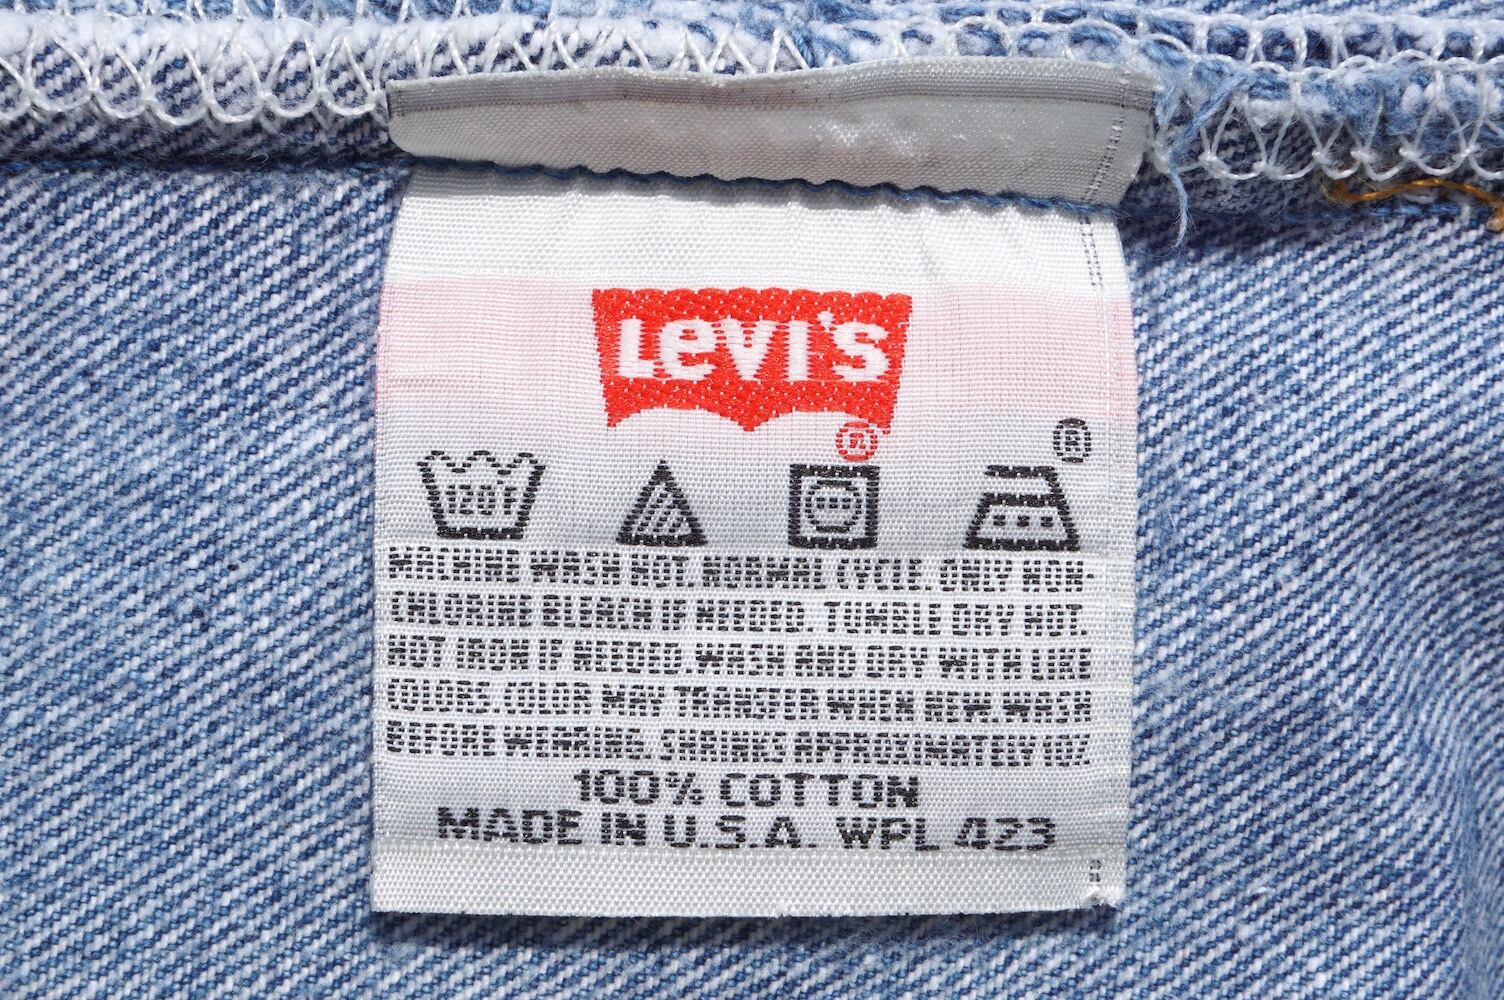 LEVI'S
®
®
120F
MACHINE WASH HOT. NORMAL CYCLE. ONLY NON-
CHLORINE BLEACH IF NEEDED. TUMBLE DRY HOT.
HOT IRON IF NEEDED. WASH AND DRY WITH LIKE
COLORS. COLOR MAY TRANSFER WHEN NEW. WASH
BEFORE WEARING. SHRINKS APPROXIMATELY 10%.
100% COTTON
MADE IN U.S.A. WPL 423